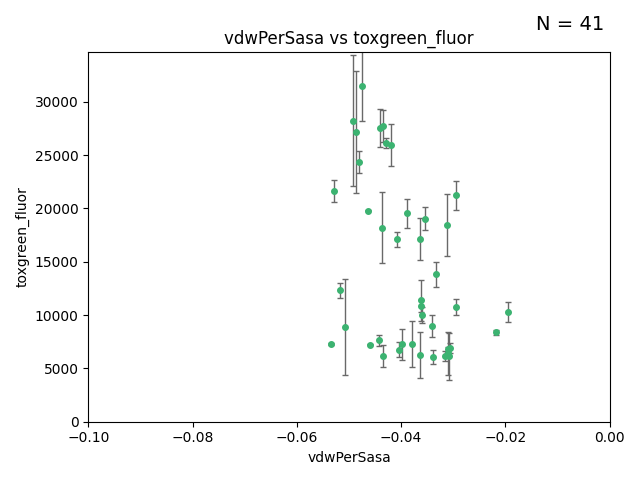 N = 41
vdwPerSasa vs toxgreen_fluor
toxgreen_fluor
30000
25000
20000
15000
10000
5000
0
−0.10 −0.08 −0.06 −0.04 −0.02 0.00
vdwPerSasa